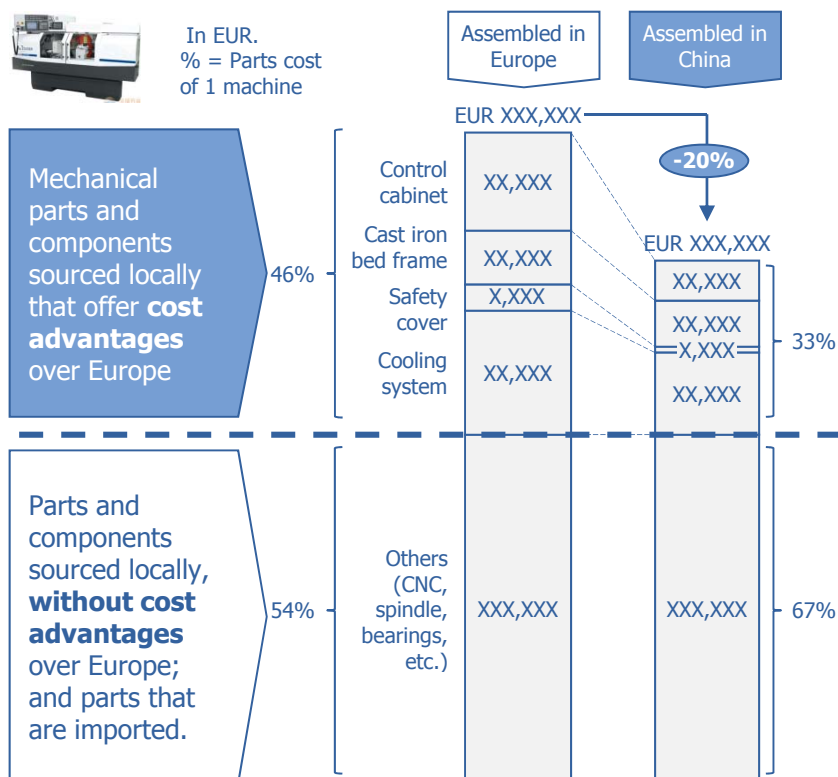 In EUR.
% = Parts cost
of 1 machine
Assembled in
Europe
Assembled in
China
EUR XXX,XXX
-20%
EUR XXX,XXX
Mechanical
parts and
components
sourced locally
that offer cost
advantages
over Europe
46%
Control
cabinet
XX,XXX
XX,XXX
Cast iron
bed frame
XX,XXX
XX,XXX
Safety
cover
X,XXX
X,XXX
Cooling
system
XX,XXX
XX,XXX
33%
Parts and
components
sourced locally,
without cost
advantages
over Europe;
and parts that
are imported.
54%
Others
(CNC,
spindle,
bearings,
etc.)
XXX,XXX
XXX,XXX
67%